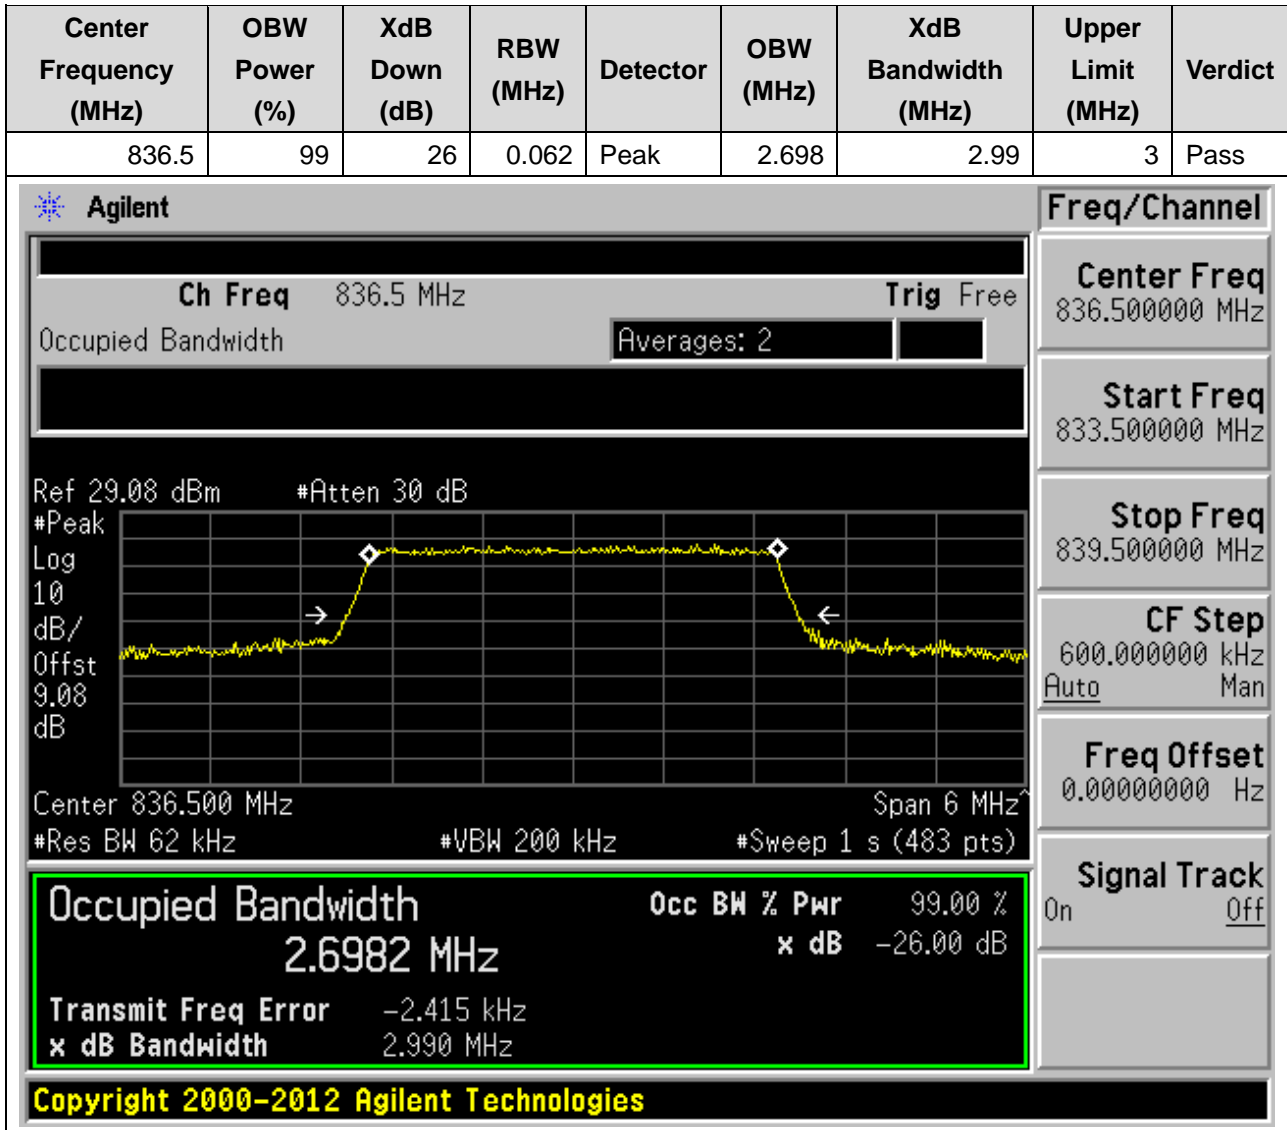 Center Frequency (MHz) OBW Power (%) XdB Down (dB) RBW (MHz) Detector OBW (MHz) XdB Bandwidth (MHz) Upper Limit (MHz) Verdict
836.5 99 26 0.062 Peak 2.698 2.99 3 Pass
Agilent
Freq/Channel
Ch Freq 836.5 MHz Trig Free
Occupied Bandwidth Averages: 2
Center Freq
836.500000 MHz
Start Freq
833.500000 MHz
Stop Freq
839.500000 MHz
CF Step
600.000000 kHz
Auto Man
Freq Offset
0.00000000 Hz
Signal Track
On Off
Ref 29.08 dBm #Atten 30 dB
#Peak
Log
10
dB/
Offst
9.08
dB
Center 836.500 MHz Span 6 MHz^
#Res BW 62 kHz #VBW 200 kHz #Sweep 1 s (483 pts)
Occupied Bandwidth Occ BW % Pwr 99.00 %
2.6982 MHz x dB -26.00 dB
Transmit Freq Error -2.415 kHz
x dB Bandwidth 2.990 MHz
Copyright 2000-2012 Agilent Technologies